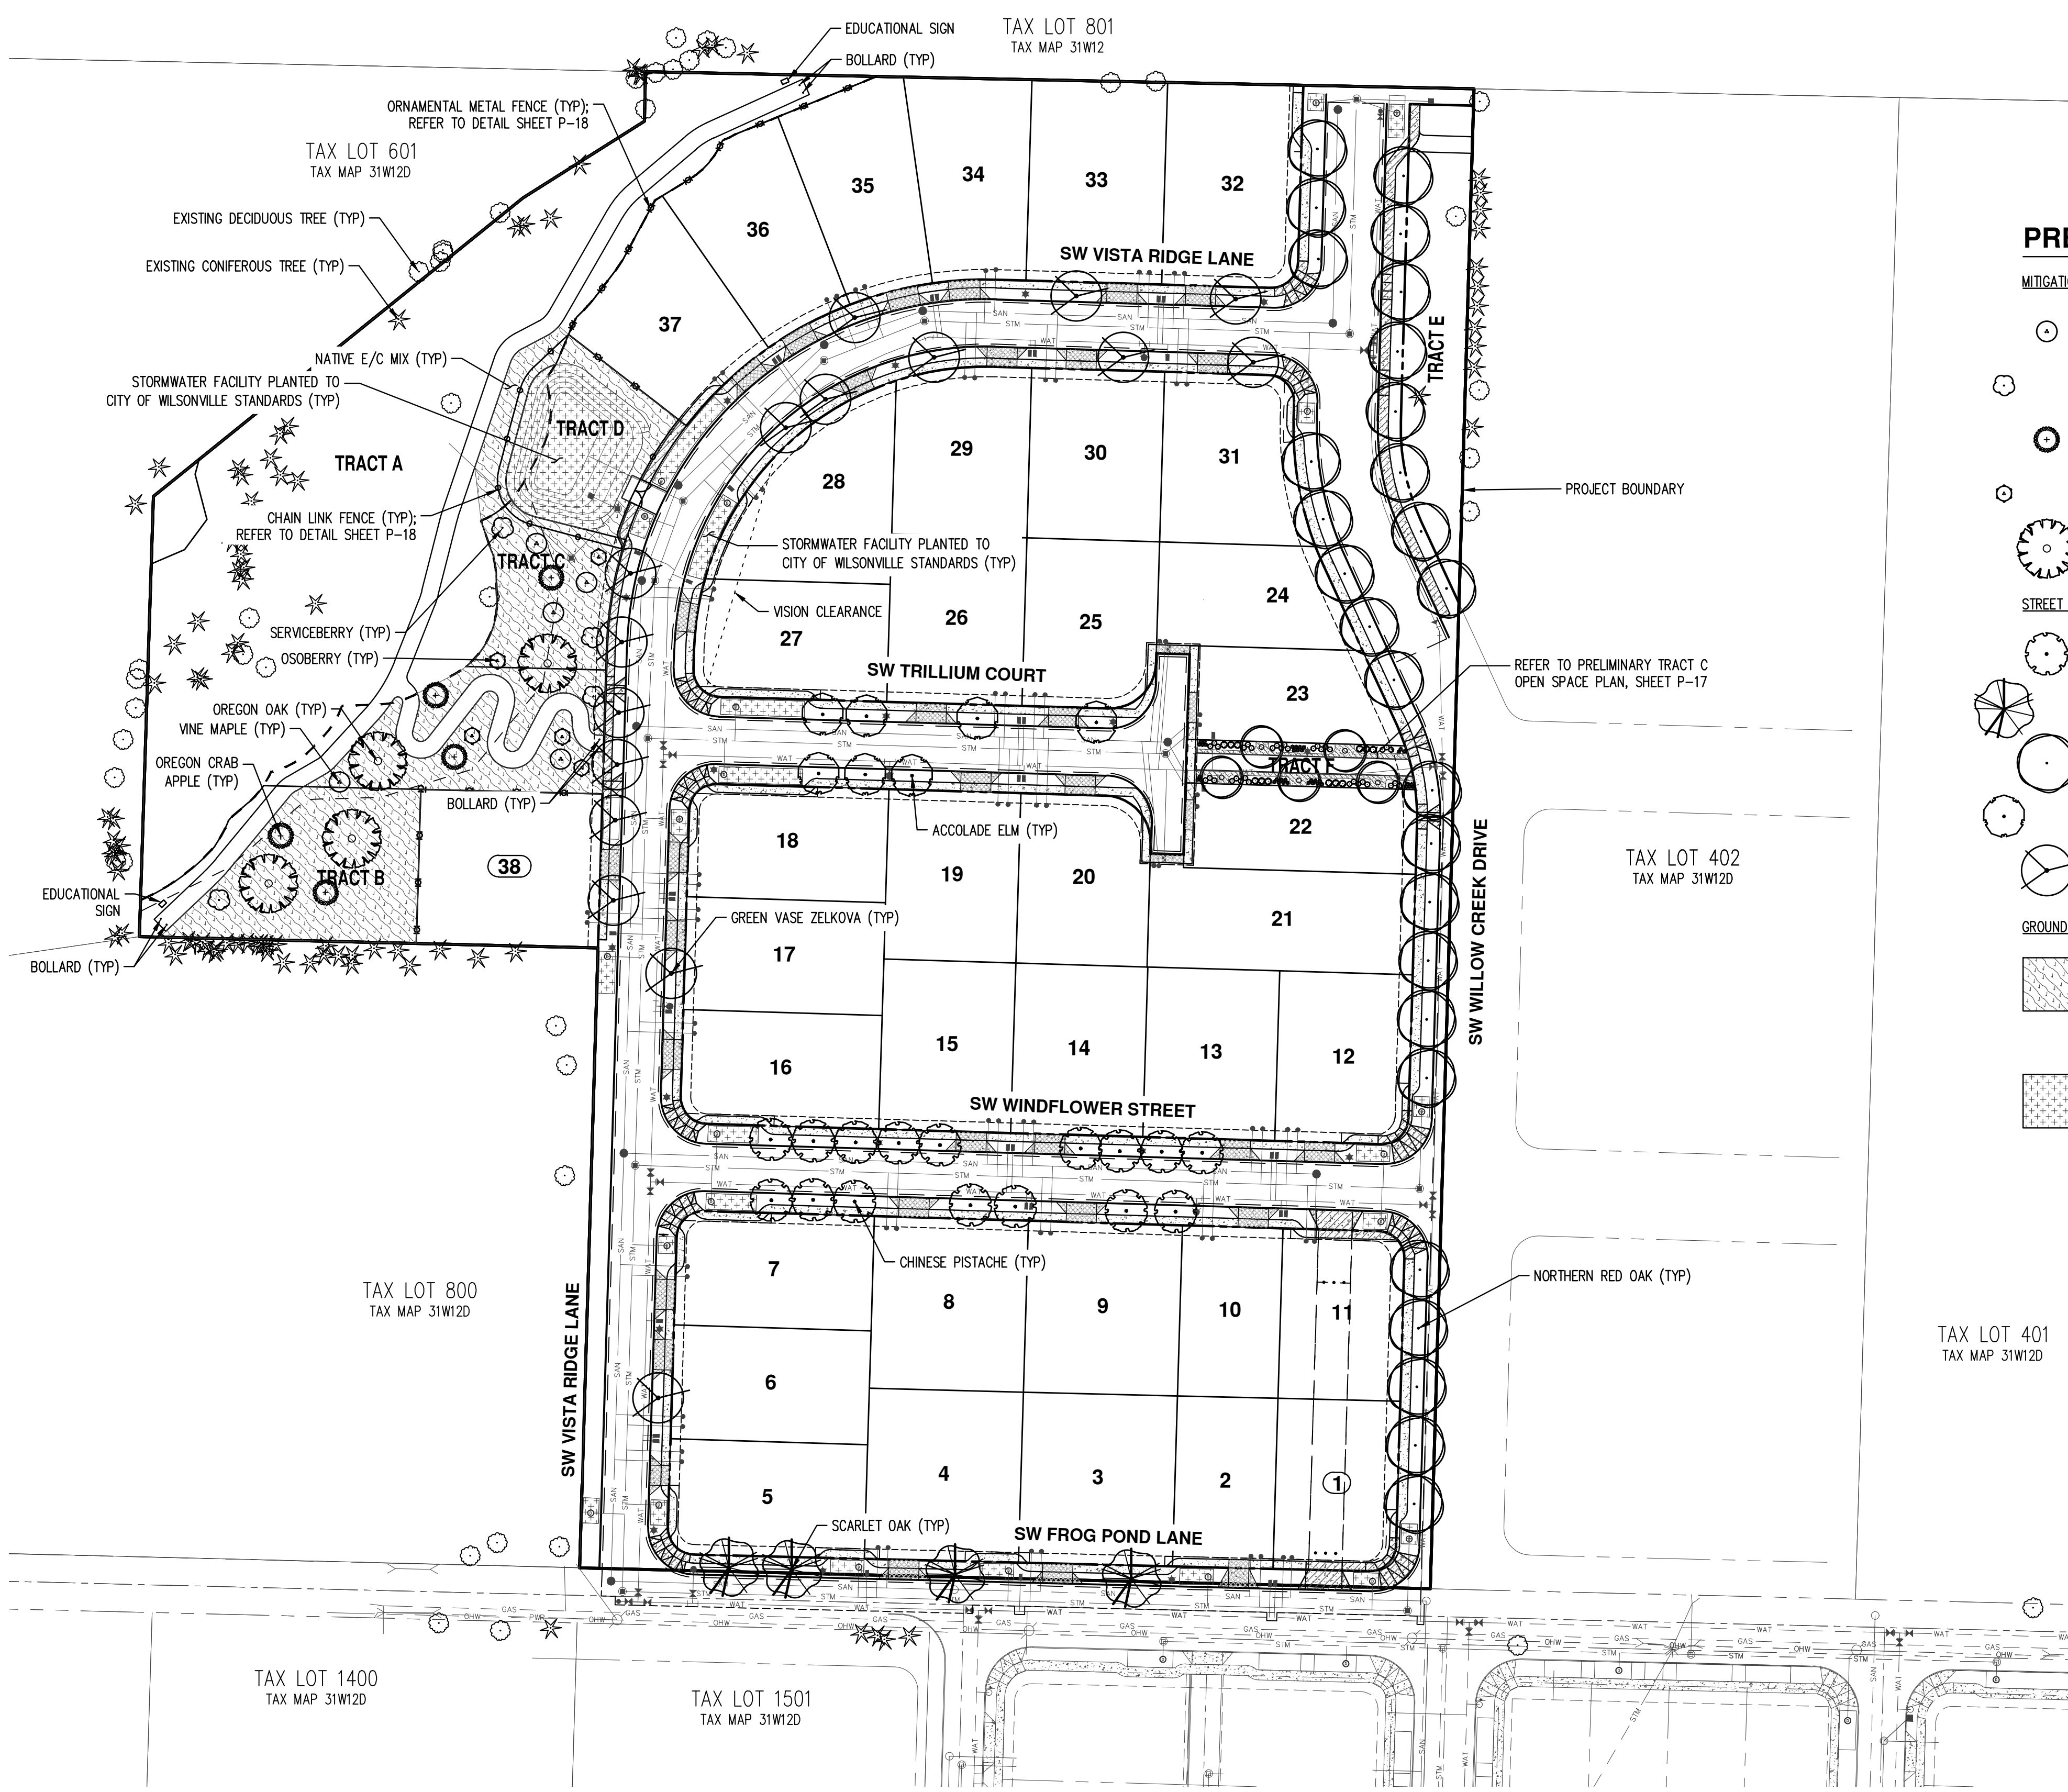 EDUCATIONAL SIGN
TAX LOT 801
TAX MAP 31W12
BOLLARD (TYP)
ORNAMENTAL METAL FENCE (TYP);
REFER TO DETAIL SHEET P-18
TAX LOT 601
TAX MAP 31W12D
EXISTING DECIDUOUS TREE (TYP)
EXISTING CONIFEROUS TREE (TYP)
35
34
33
32
36
37
SW VISTA RIDGE LANE
NATIVE E/C MIX (TYP)
STORMWATER FACILITY PLANTED TO
CITY OF WILSONVILLE STANDARDS (TYP)
TRACT D
TRACT A
TRACT E
CHAIN LINK FENCE (TYP);
REFER TO DETAIL SHEET P-18
TRACT C
28
29
30
31
PROJECT BOUNDARY
STORMWATER FACILITY PLANTED TO
CITY OF WILSONVILLE STANDARDS (TYP)
VISION CLEARANCE
27
26
25
24
SERVICEBERRY (TYP)
OSOBERRY (TYP)
SW TRILLIUM COURT
23
REFER TO PRELIMINARY TRACT C
OPEN SPACE PLAN, SHEET P-17
OREGON OAK (TYP)
VINE MAPLE (TYP)
OREGON CRAB
APPLE (TYP)
BOLLARD (TYP)
TRACT F
22
ACCOLADE ELM (TYP)
18
19
20
21
38
TRACT B
EDUCATIONAL
SIGN
BOLLARD (TYP)
GREEN VASE ZELKOVA (TYP)
17
SW WILLOW CREEK DRIVE
TAX LOT 402
TAX MAP 31W12D
16
15
14
13
12
SW WINDFLOWER STREET
CHINESE PISTACHE (TYP)
NORTHERN RED OAK (TYP)
7
8
9
10
11
TAX LOT 800
TAX MAP 31W12D
SW VISTA RIDGE LANE
TAX LOT 401
TAX MAP 31W12D
6
5
4
3
2
1
SCARLET OAK (TYP)
SW FROG POND LANE
SAN
STM
WAT
GAS
OHW
PWR
TAX LOT 1400
TAX MAP 31W12D
TAX LOT 1501
TAX MAP 31W12D
PRE
MITIGATI
STREET
GROUND